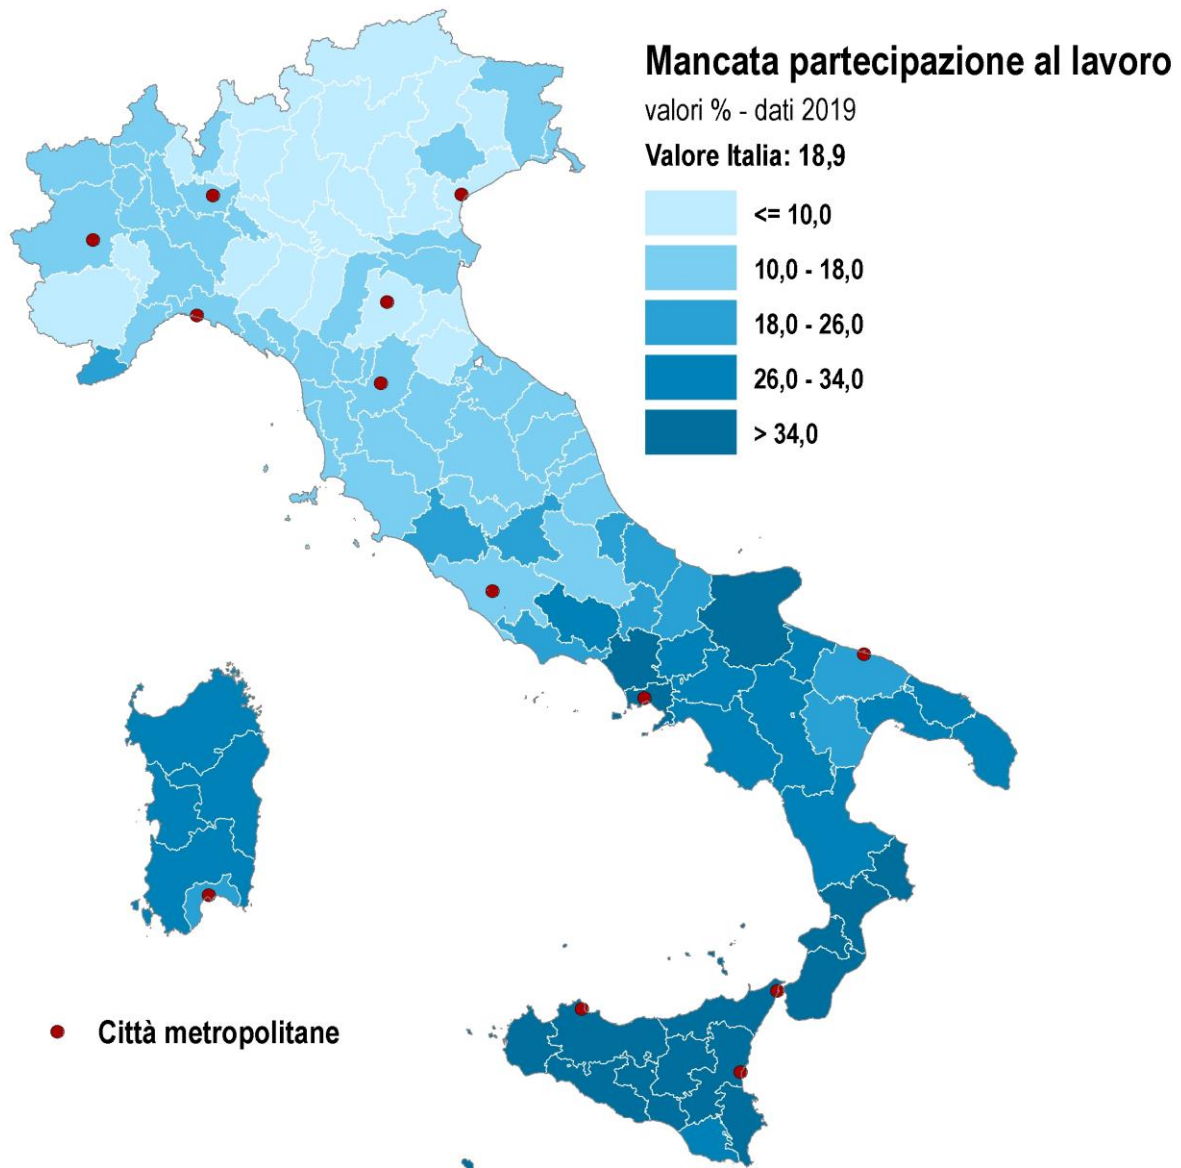 Mancata partecipazione al lavoro
valori % - dati 2019
Valore Italia: 18,9
<= 10,0
10,0 - 18,0
18,0 - 26,0
26,0 - 34,0
> 34,0
Città metropolitane